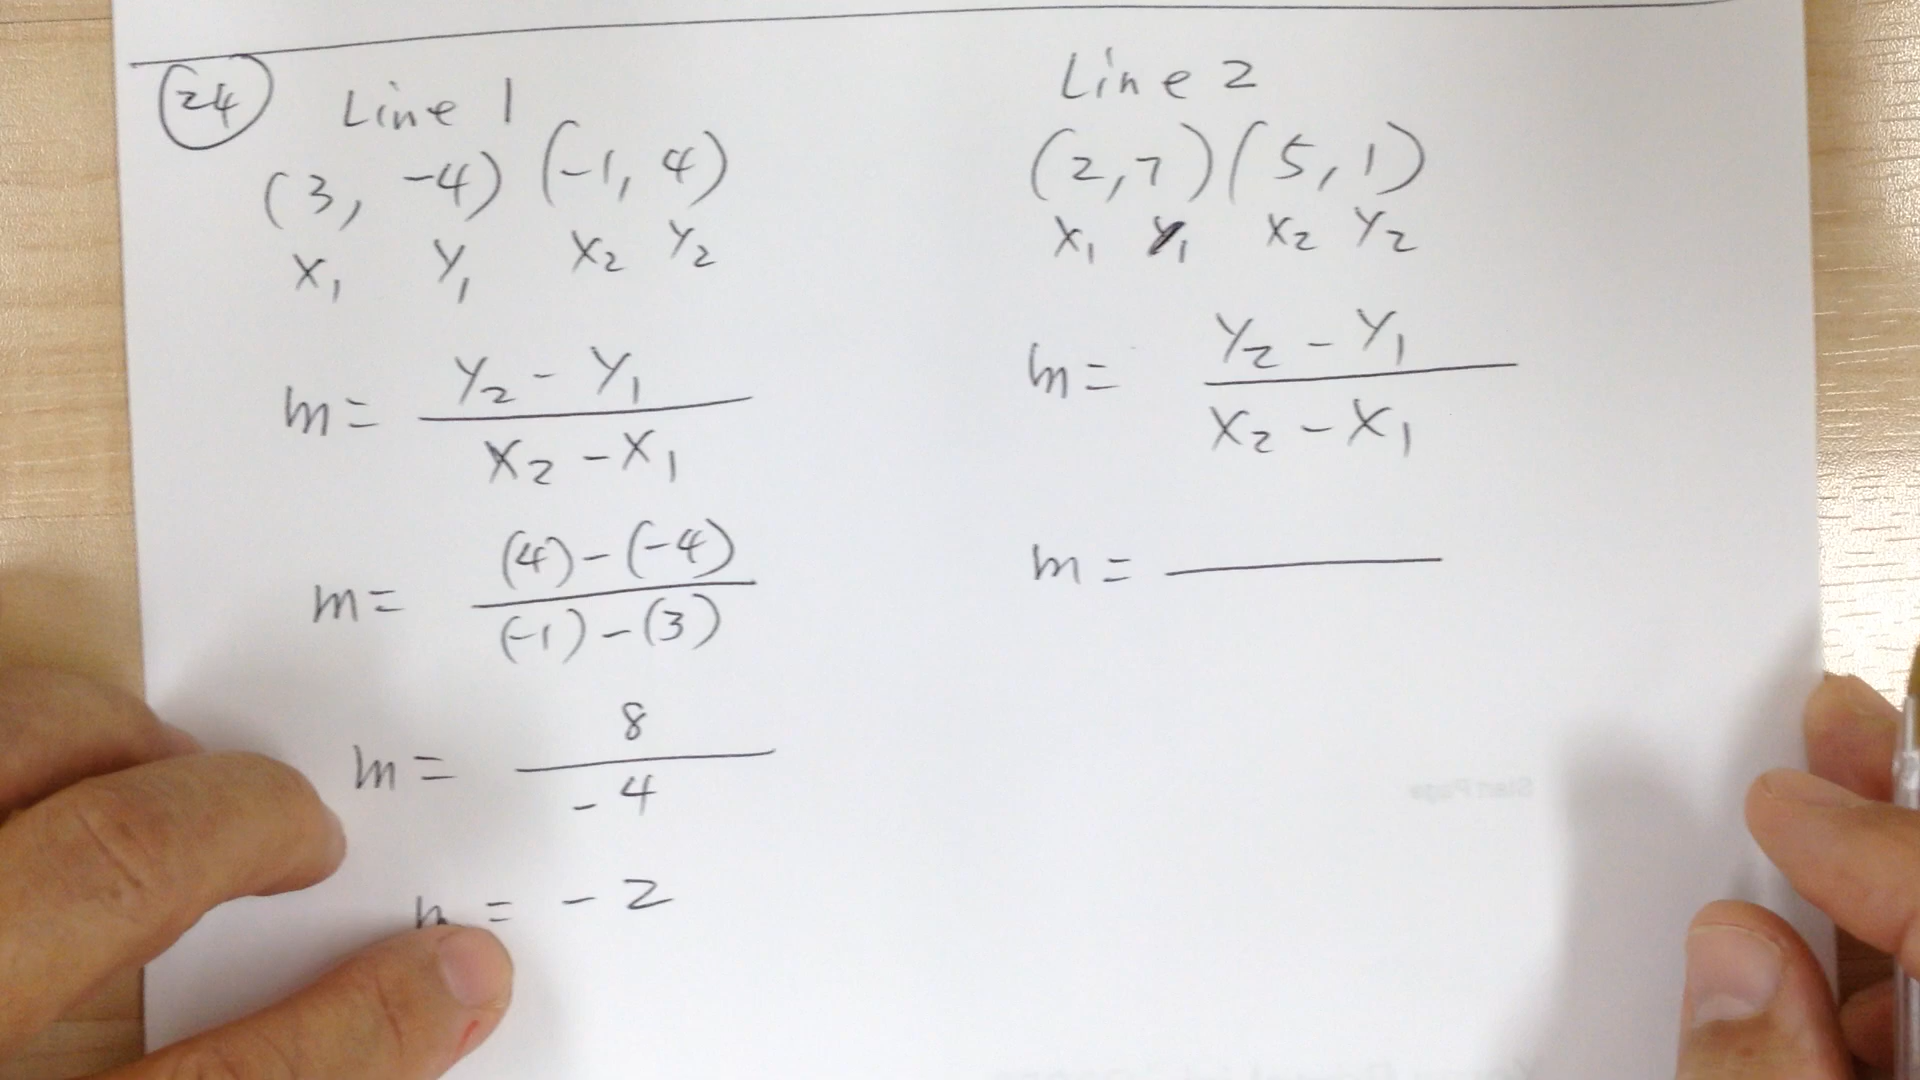 24 Line 1
(3, -4) (-1, 4)
x₁ y₁ x₂ y₂
m = y₂ - y₁ / x₂ - x₁
m = (4) - (-4) / (-1) - (3)
m = 8 / -4
m = -2
Line 2
(2, 7) (5, 1)
x₁ y₁ x₂ y₂
m = y₂ - y₁ / x₂ - x₁
m =